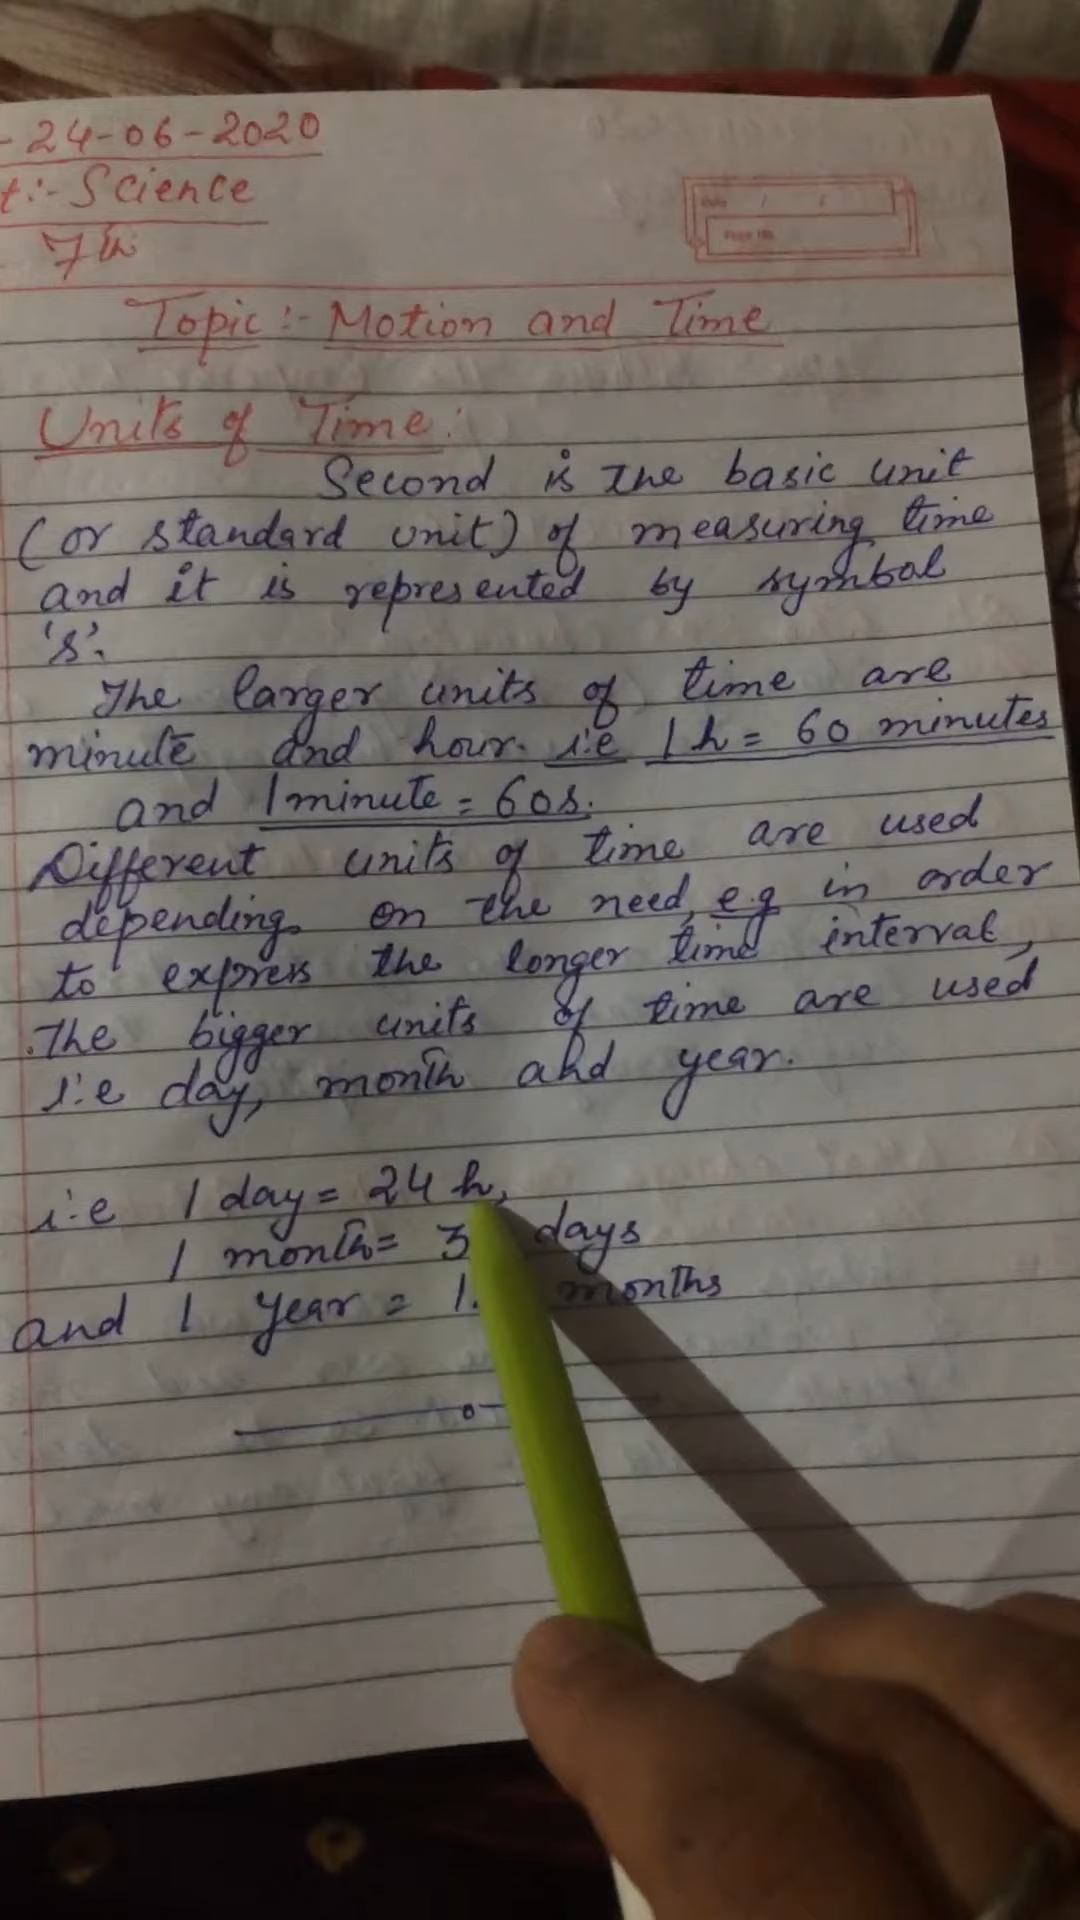 - 24-06-2020
t:- Science
7th
Topic:- Motion and Time
Units of Time:
Second is the basic unit
(or standard unit) of measuring time
and it is represented by symbol
's'.
The larger units of time are
minute and hour. i.e 1h = 60 minutes
and 1minute = 60s.
Different units of time are used
depending on the need, e.g in order
to express the longer time interval,
The bigger units of time are used
i.e day, month and year.
i.e 1 day = 24 h,
1 month = 3 days
and 1 year = 1 months